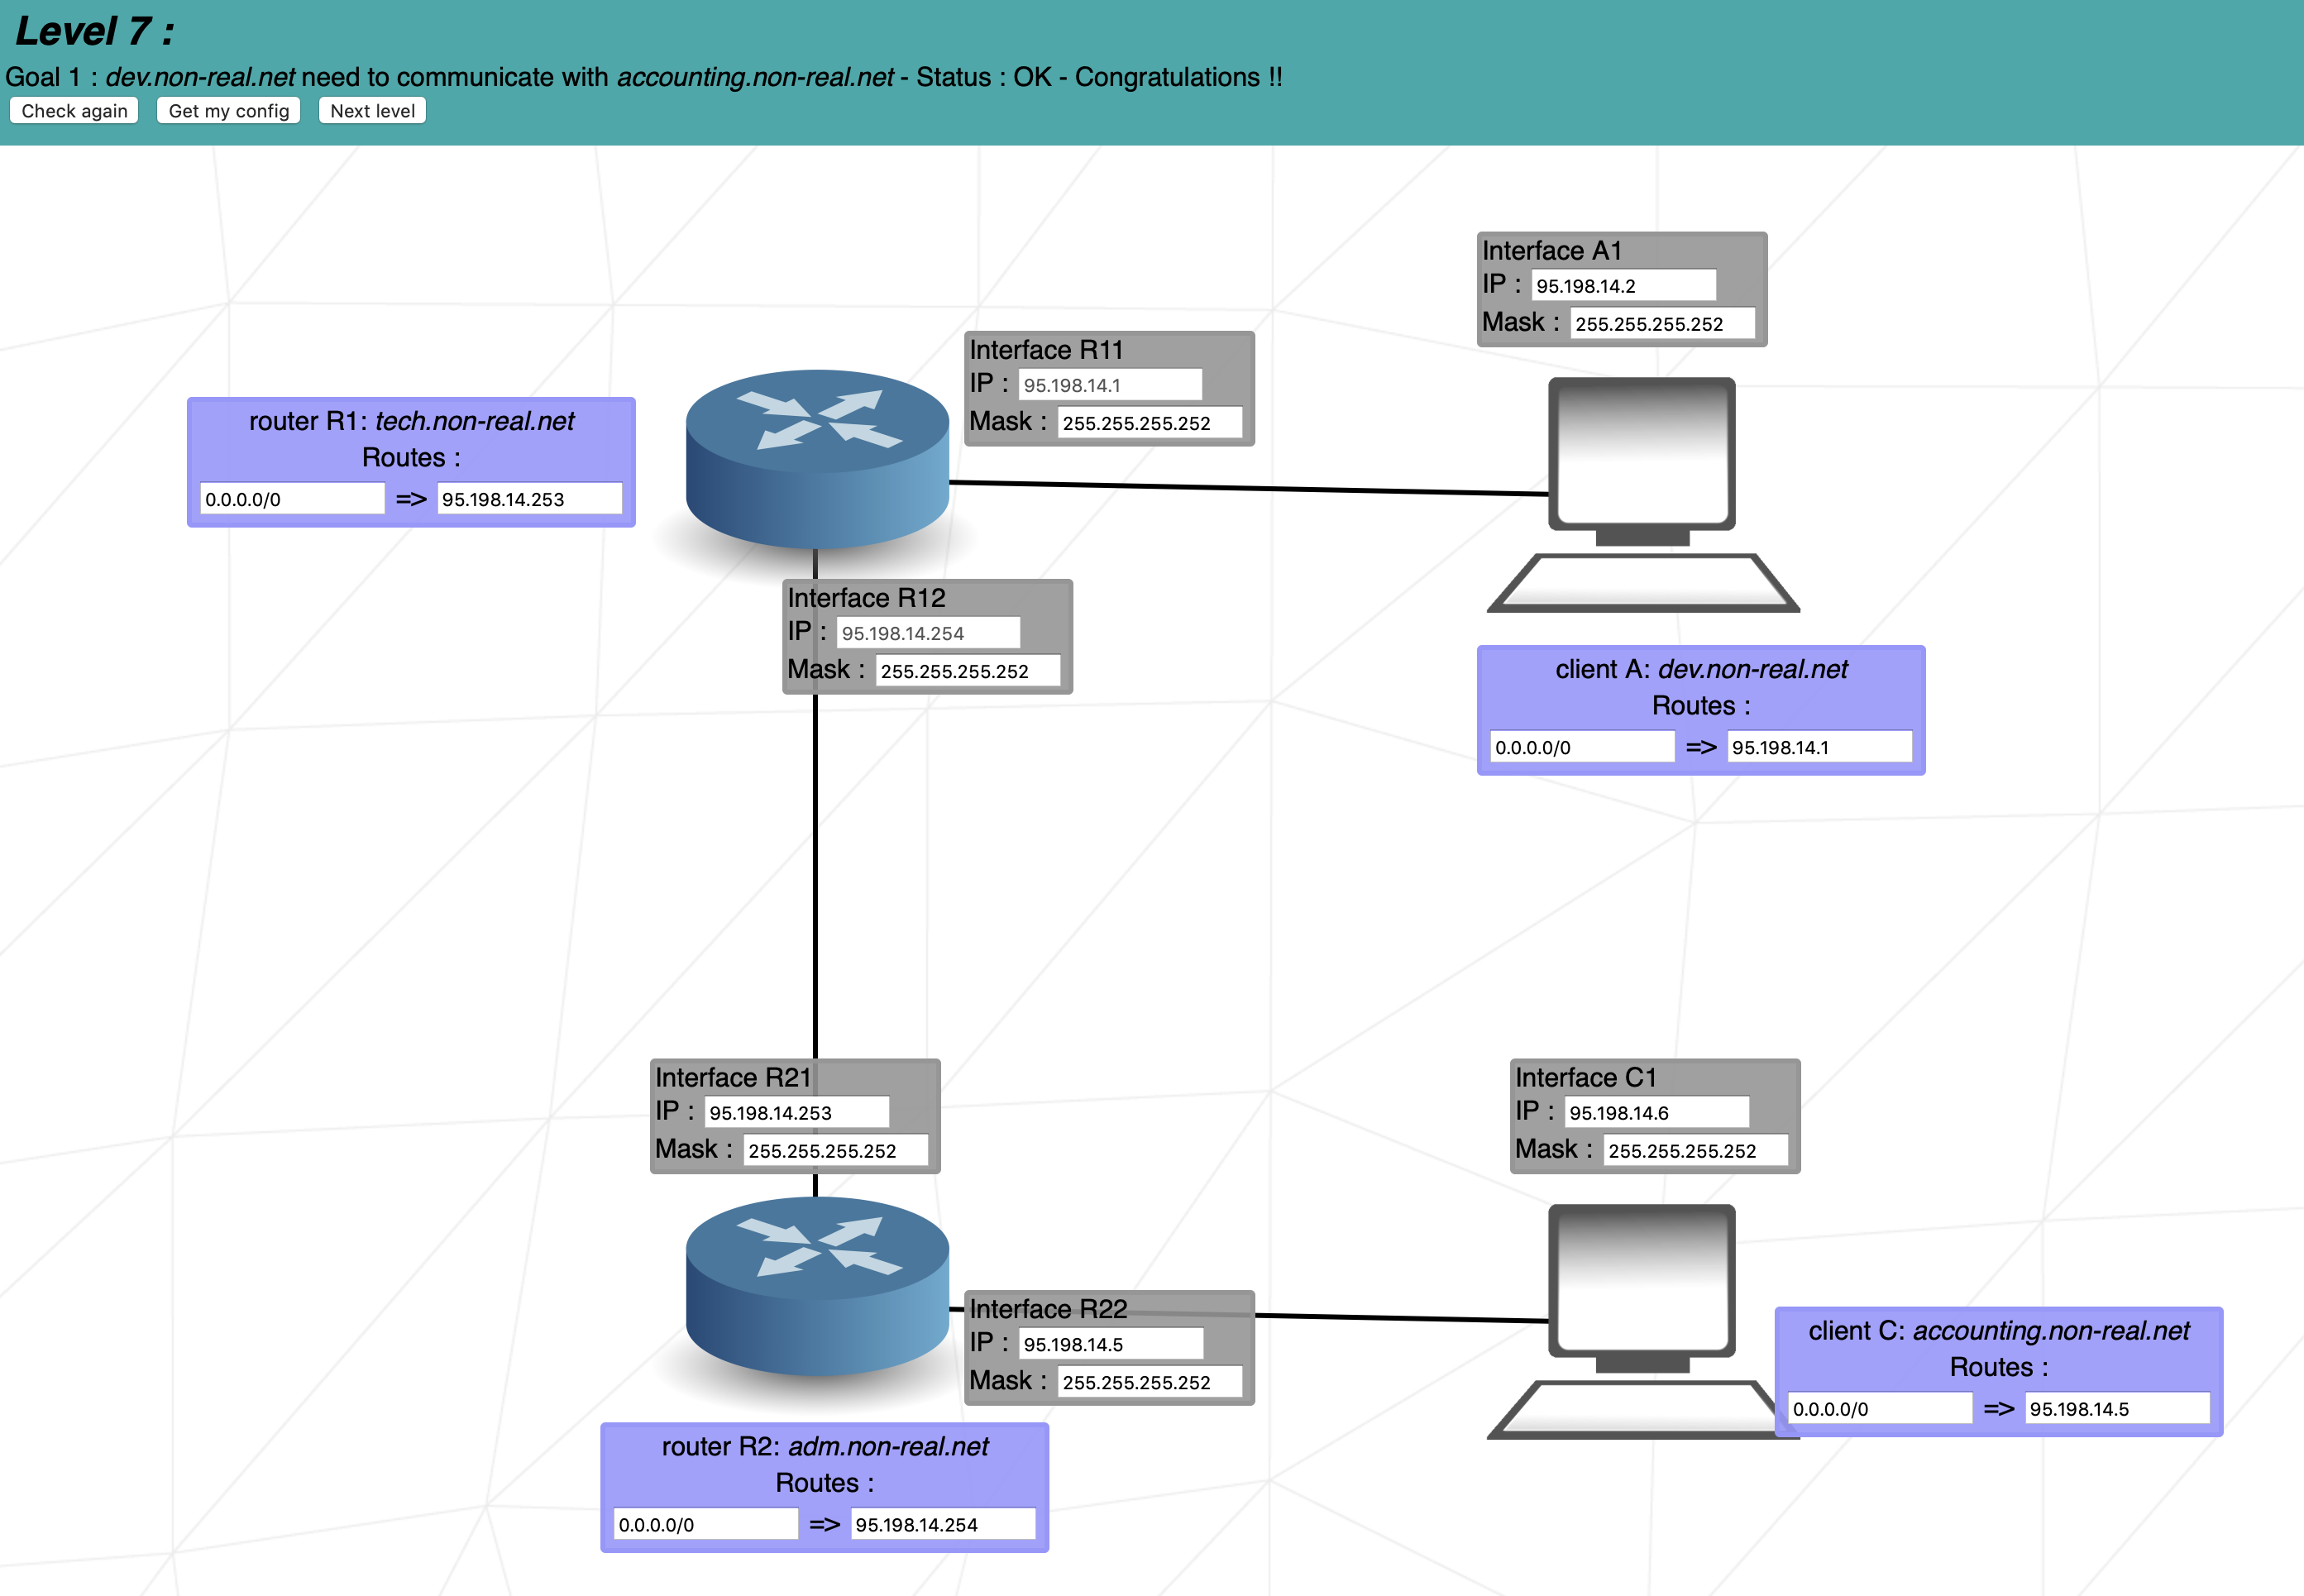 Level 7 :
Goal 1 : dev.non-real.net need to communicate with accounting.non-real.net - Status : OK - Congratulations !!
Check again Get my config Next level
Interface A1
IP : 95.198.14.2
Mask : 255.255.255.252
Interface R11
IP : 95.198.14.1
Mask : 255.255.255.252
router R1: tech.non-real.net
Routes :
0.0.0.0/0 => 95.198.14.253
Interface R12
IP : 95.198.14.254
Mask : 255.255.255.252
client A: dev.non-real.net
Routes :
0.0.0.0/0 => 95.198.14.1
Interface R21
IP : 95.198.14.253
Mask : 255.255.255.252
Interface C1
IP : 95.198.14.6
Mask : 255.255.255.252
Interface R22
IP : 95.198.14.5
Mask : 255.255.255.252
client C: accounting.non-real.net
Routes :
0.0.0.0/0 => 95.198.14.5
router R2: adm.non-real.net
Routes :
0.0.0.0/0 => 95.198.14.254